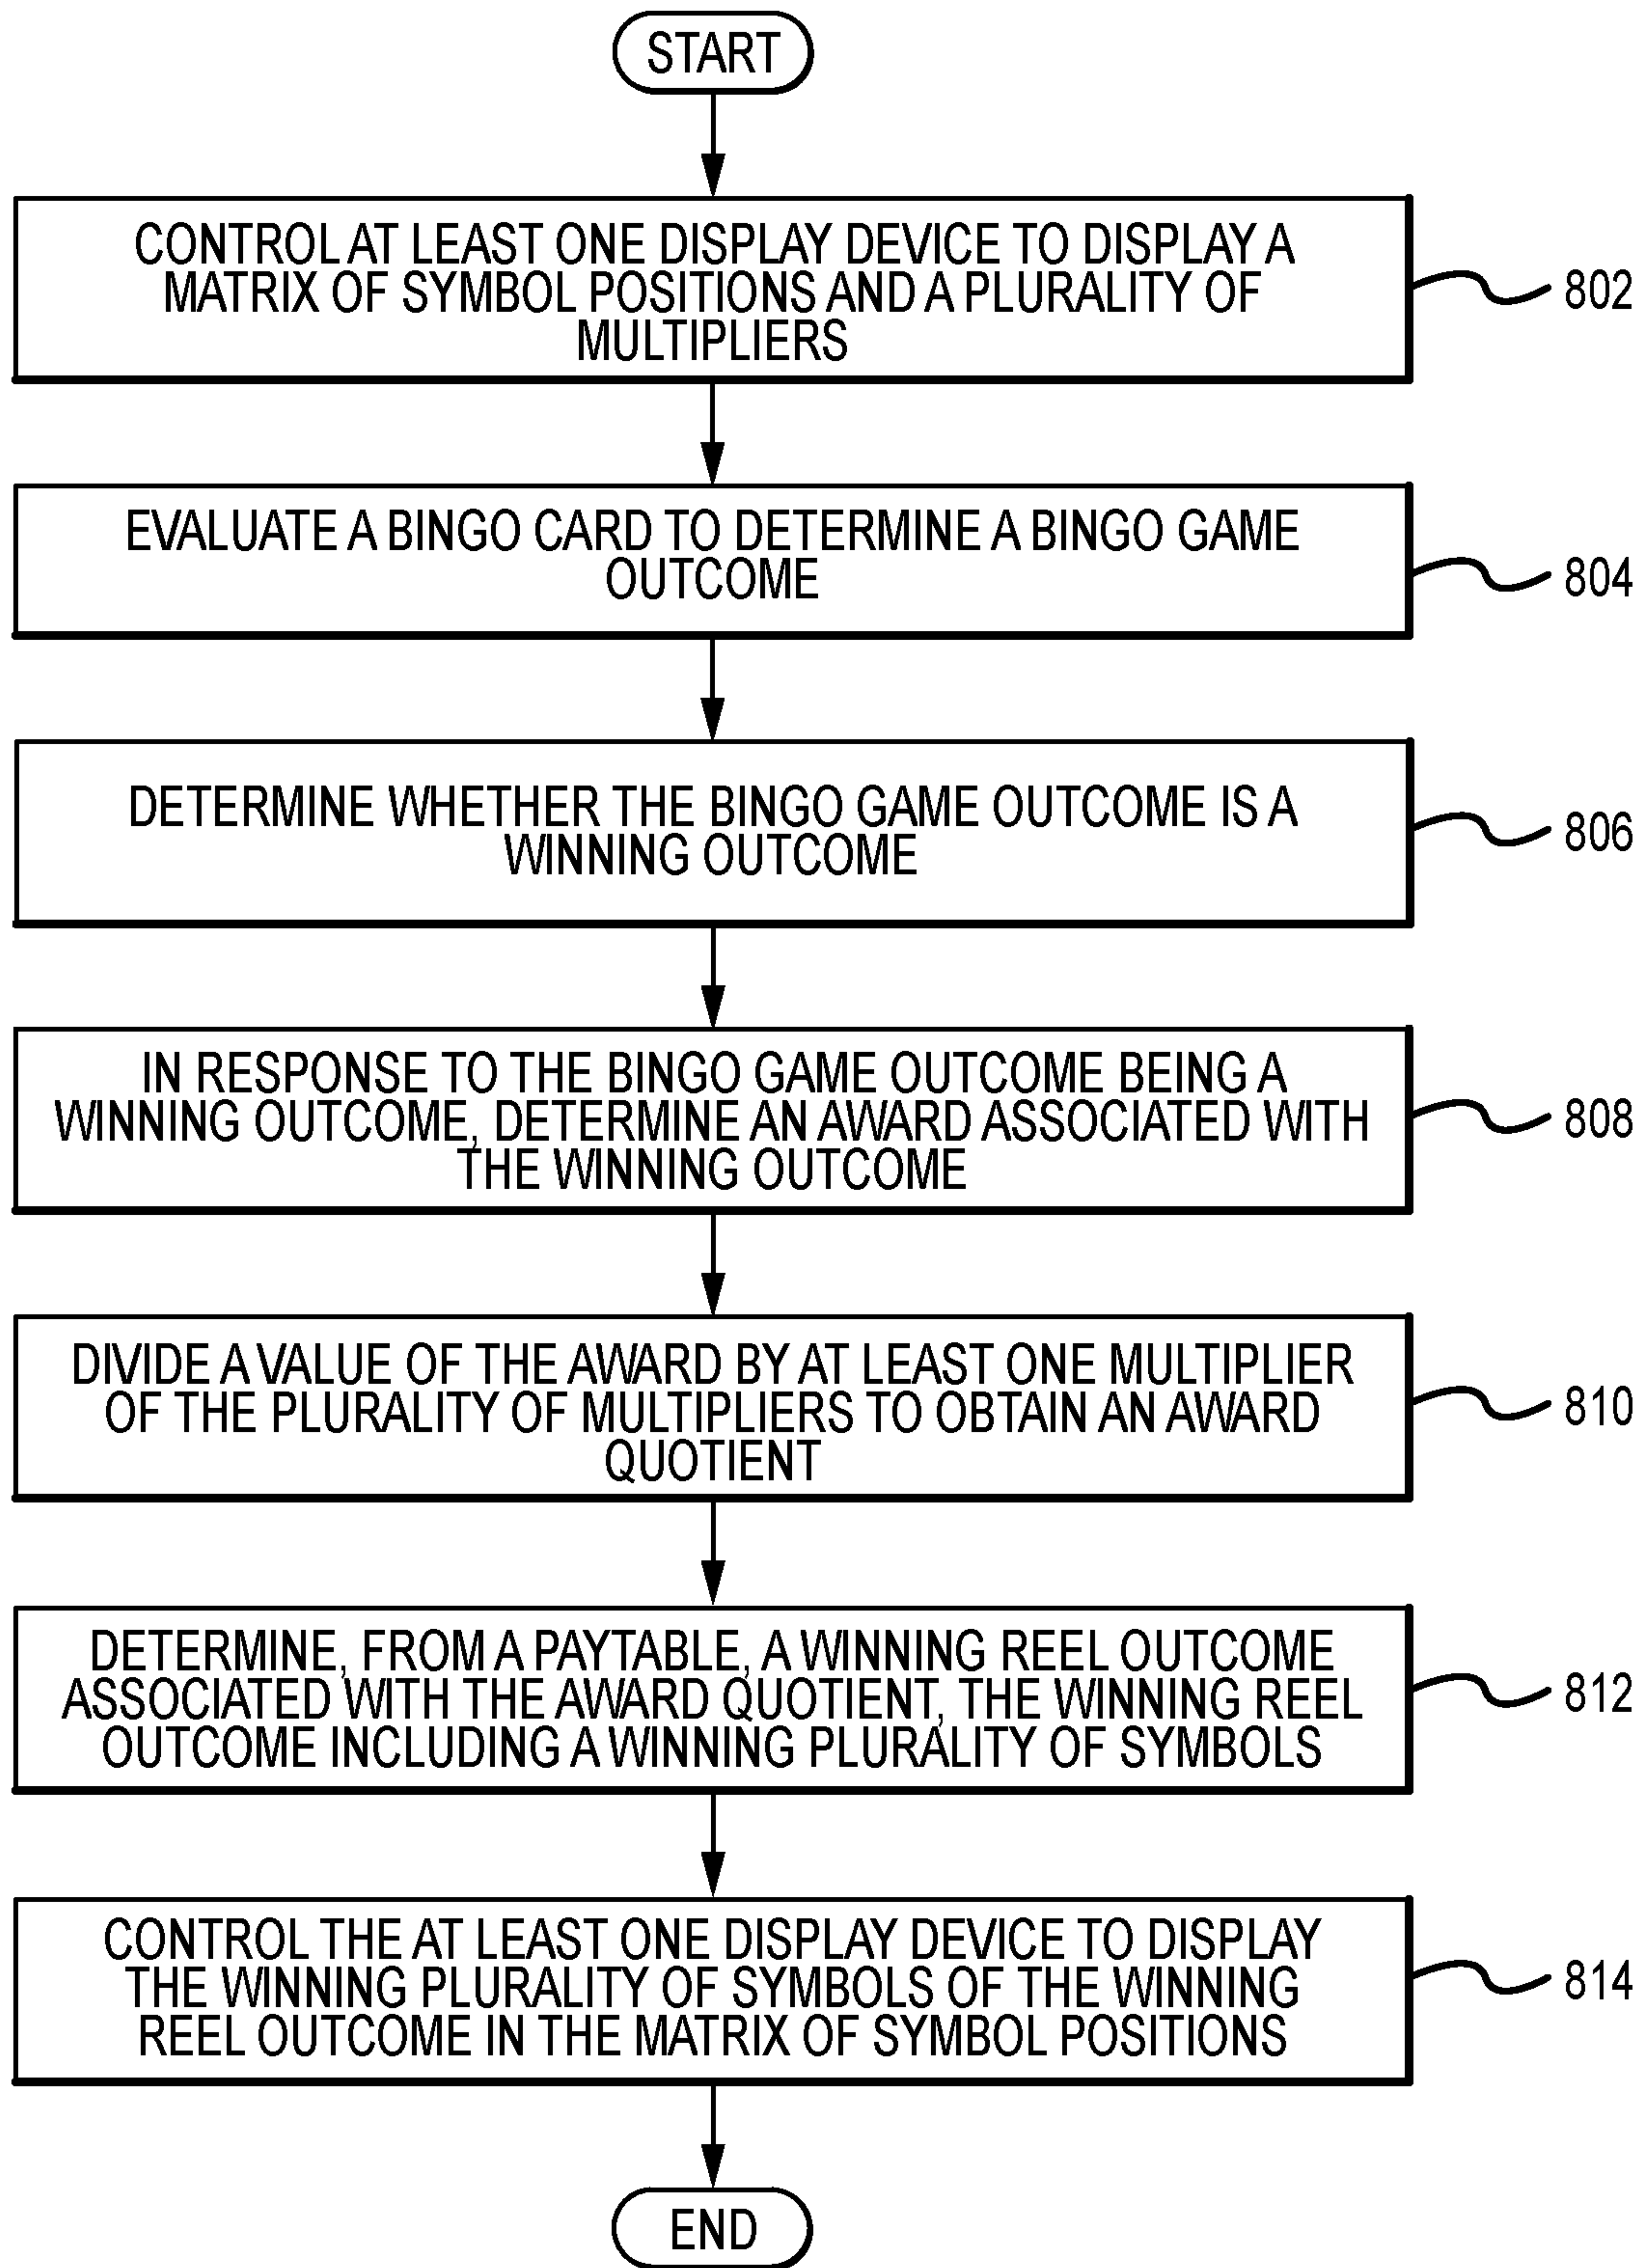 START
CONTROL AT LEAST ONE DISPLAY DEVICE TO DISPLAY A
MATRIX OF SYMBOL POSITIONS AND A PLURALITY OF
MULTIPLIERS
802
EVALUATE A BINGO CARD TO DETERMINE A BINGO GAME
OUTCOME
804
DETERMINE WHETHER THE BINGO GAME OUTCOME IS A
WINNING OUTCOME
806
IN RESPONSE TO THE BINGO GAME OUTCOME BEING A
WINNING OUTCOME, DETERMINE AN AWARD ASSOCIATED WITH
THE WINNING OUTCOME
808
DIVIDE A VALUE OF THE AWARD BY AT LEAST ONE MULTIPLIER
OF THE PLURALITY OF MULTIPLIERS TO OBTAIN AN AWARD
QUOTIENT
810
DETERMINE, FROM A PAYTABLE, A WINNING REEL OUTCOME
ASSOCIATED WITH THE AWARD QUOTIENT, THE WINNING REEL
OUTCOME INCLUDING A WINNING PLURALITY OF SYMBOLS
812
CONTROL THE AT LEAST ONE DISPLAY DEVICE TO DISPLAY
THE WINNING PLURALITY OF SYMBOLS OF THE WINNING
REEL OUTCOME IN THE MATRIX OF SYMBOL POSITIONS
814
END